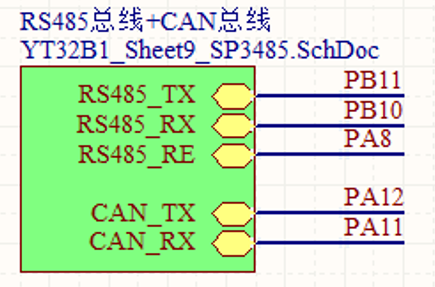 RS485总线+CAN总线
YT32B1_Sheet9_SP3485.SchDoc
RS485_TX PB11
RS485_RX PB10
RS485_RE PA8
CAN_TX PA12
CAN_RX PA11